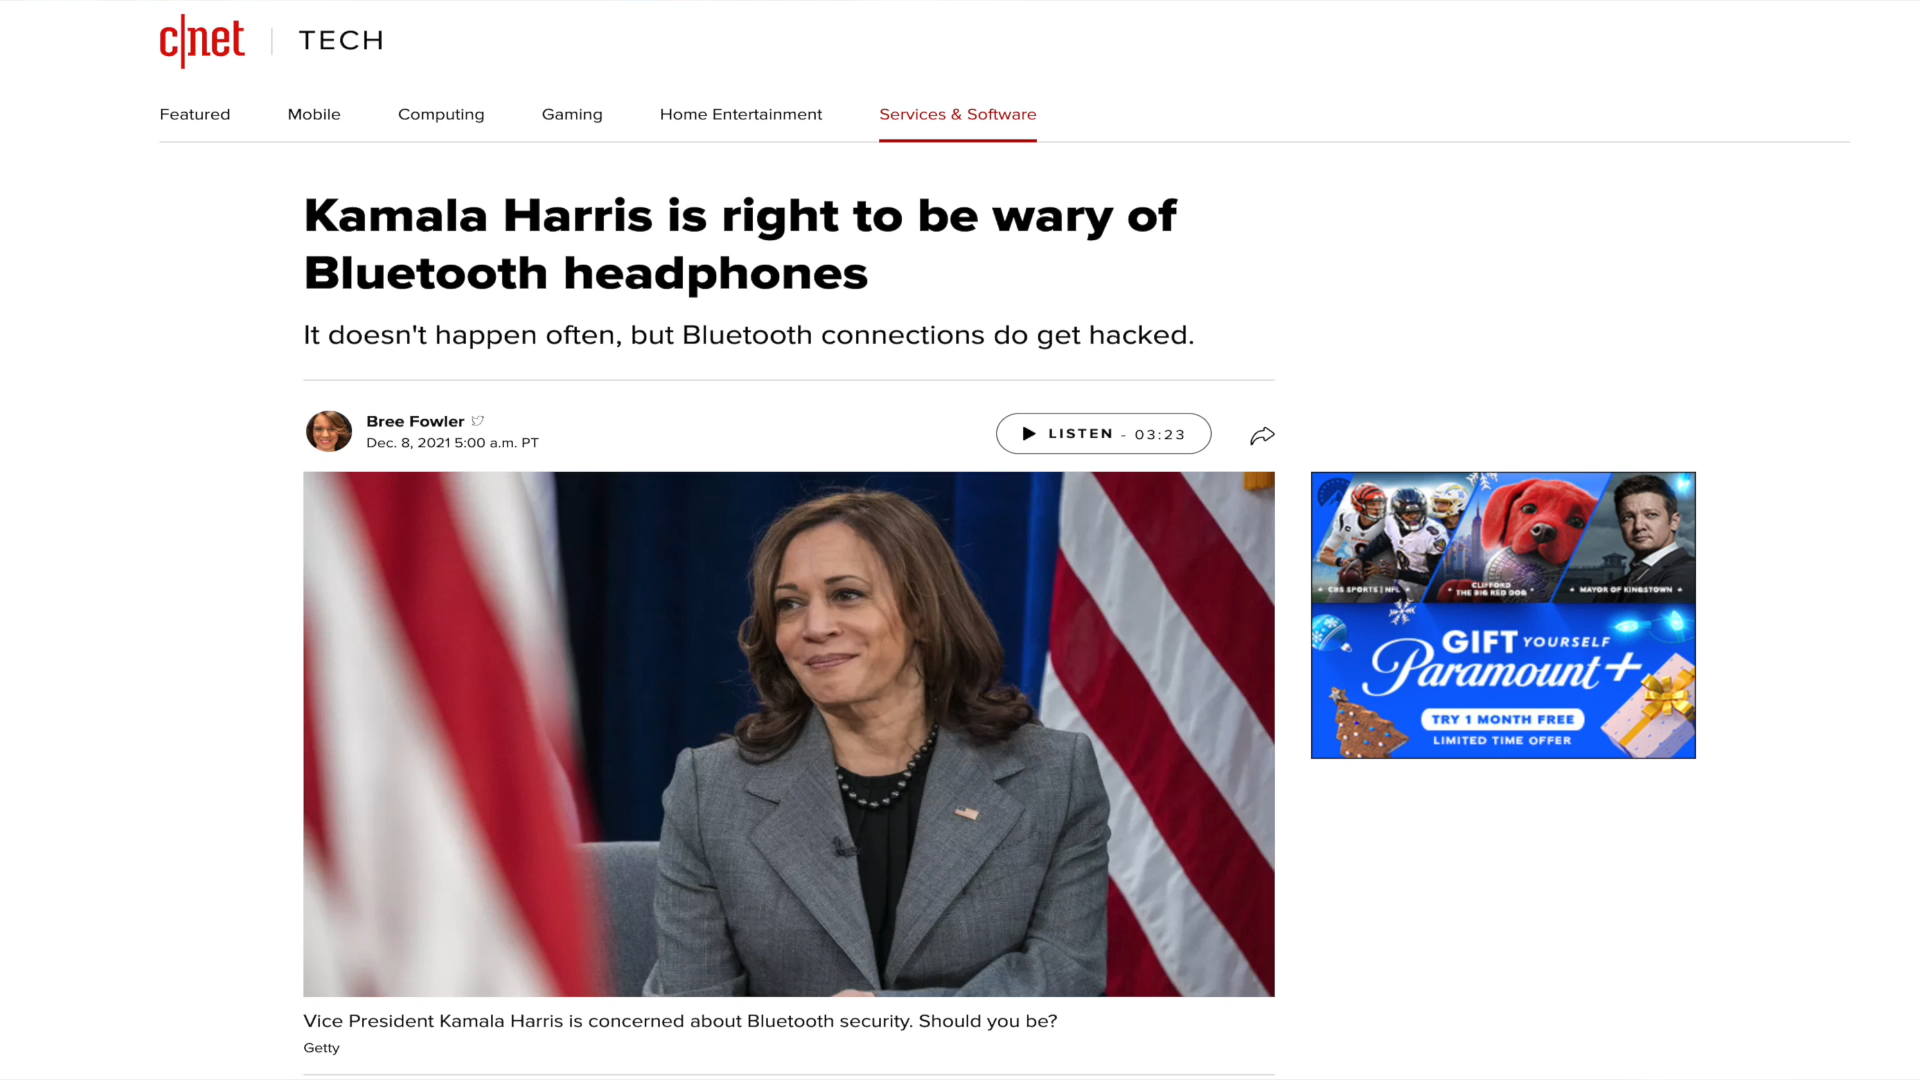 c|net | TECH
Featured Mobile Computing Gaming Home Entertainment Services & Software
Kamala Harris is right to be wary of
Bluetooth headphones
It doesn't happen often, but Bluetooth connections do get hacked.
Bree Fowler
Dec. 8, 2021 5:00 a.m. PT
LISTEN - 03:23
CBS SPORTS | NFL
CLIFFORD
THE BIG RED DOG
MAYOR OF KINGSTOWN
GIFT YOURSELF
Paramount+
TRY 1 MONTH FREE
LIMITED TIME OFFER
Vice President Kamala Harris is concerned about Bluetooth security. Should you be?
Getty